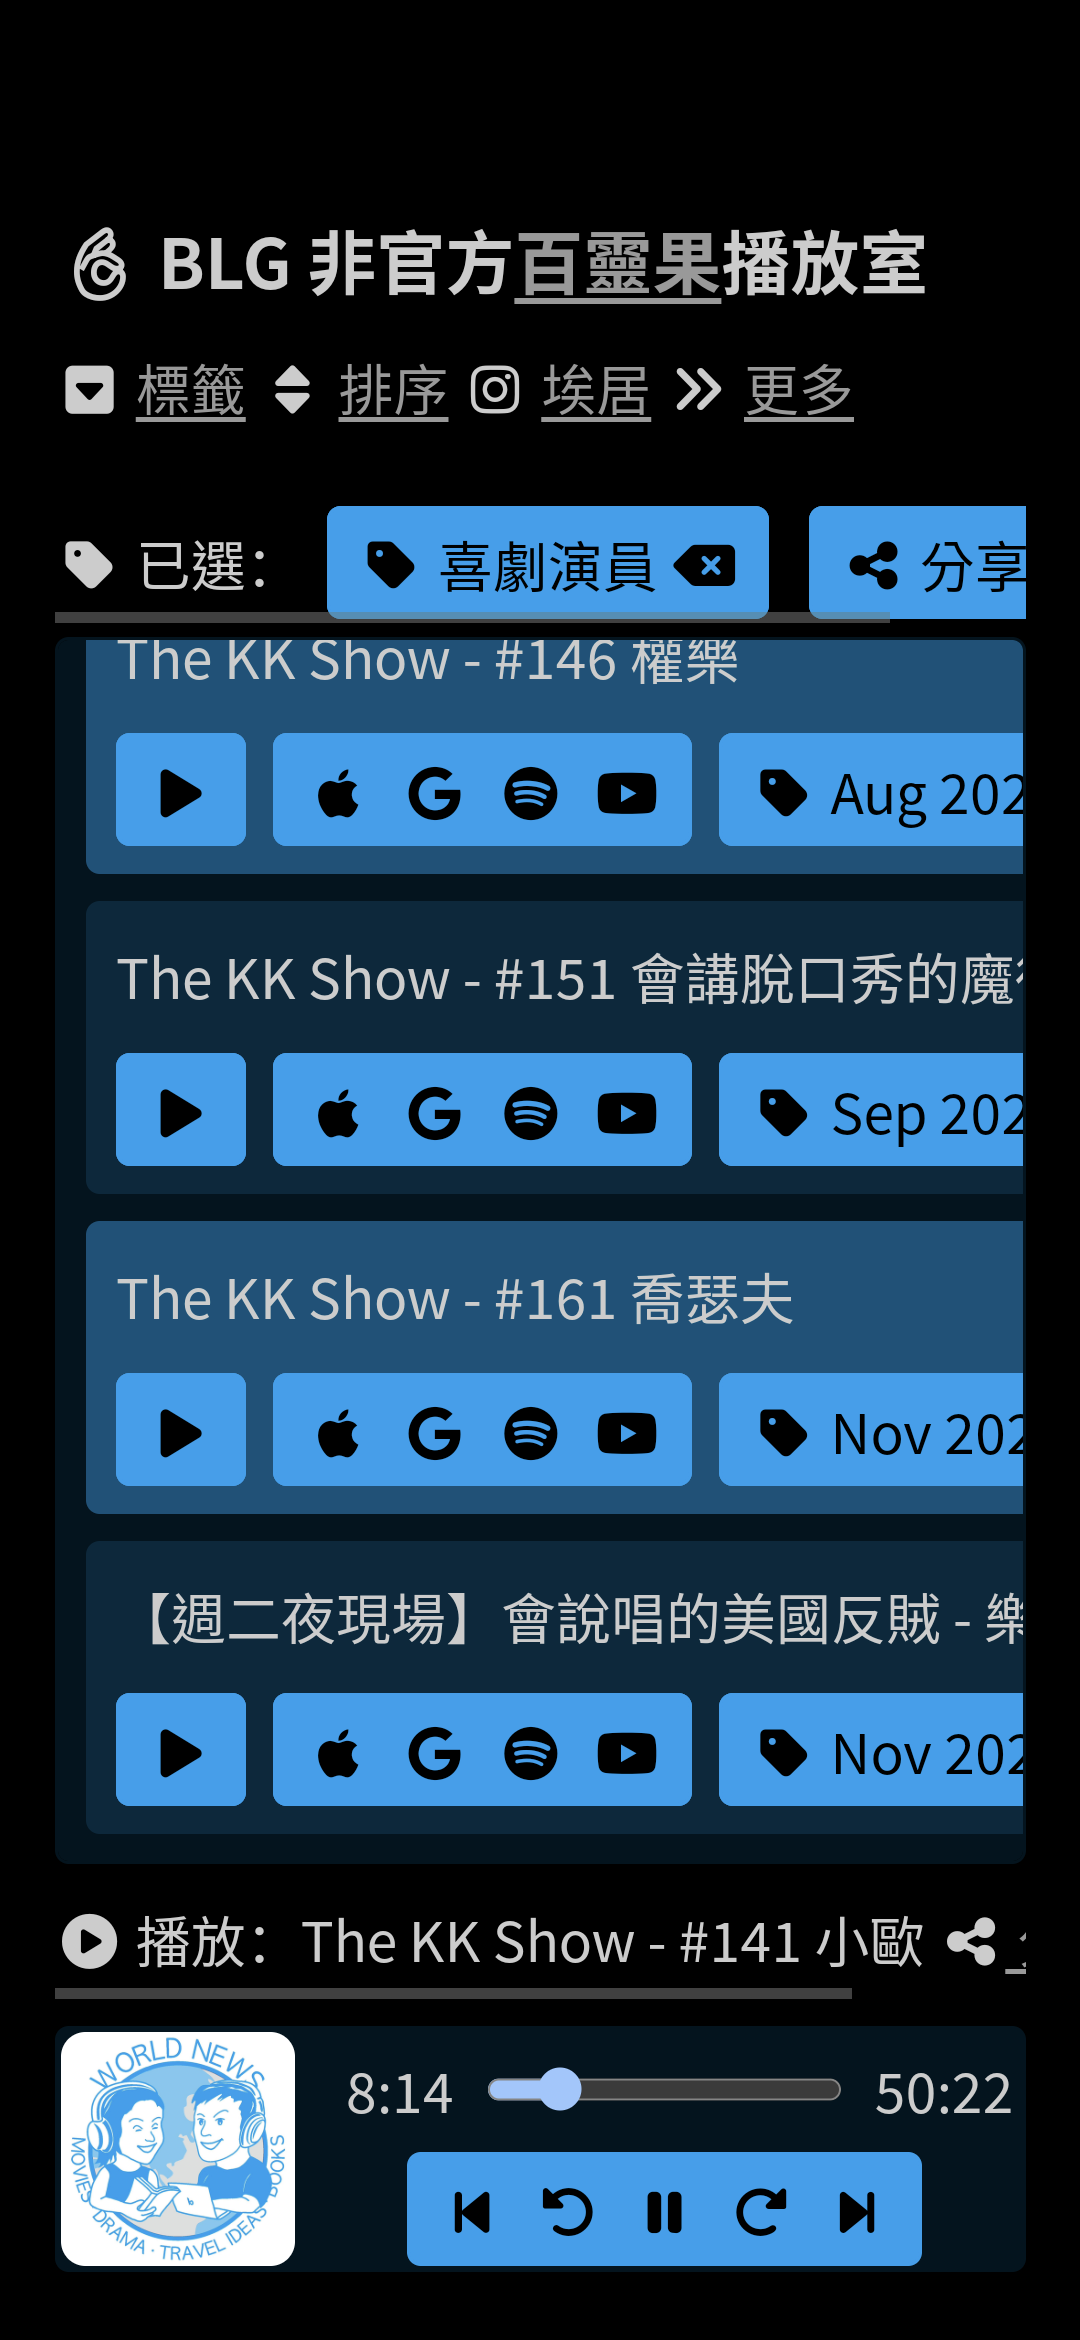 BLG 非官方百靈果播放室
標籤 排序 埃居 更多
已選： 喜劇演員 分享
The KK Show - #146 權樂
Aug 202
The KK Show - #151 會講脫口秀的魔
Sep 202
The KK Show - #161 喬瑟夫
Nov 202
【週二夜現場】會說唱的美國反賊 - 樂
Nov 202
播放：The KK Show - #141 小歐
8:14 50:22
WORLD NEWS
MOVIES · DRAMA · TRAVEL IDEAS · BOOKS